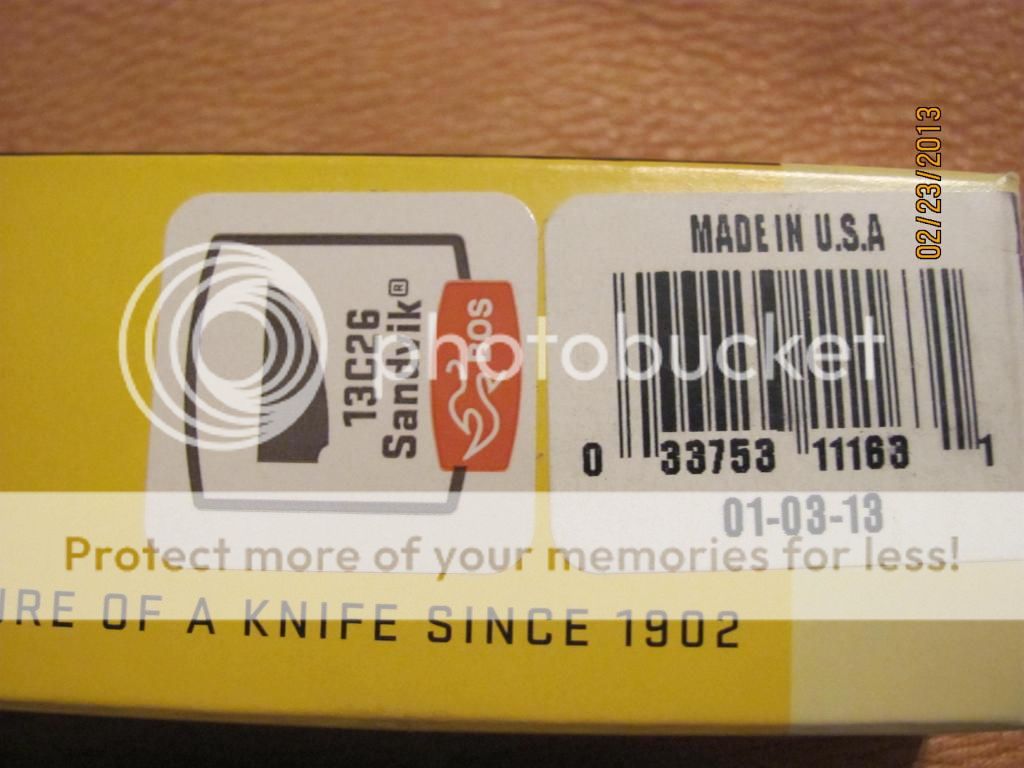 02/23/2013
MADE IN U.S.A
13C26
Sandvik®
BOS
photobucket
0 33753 11163 1
01-03-13
Protect more of your memories for less!
URE OF A KNIFE SINCE 1902